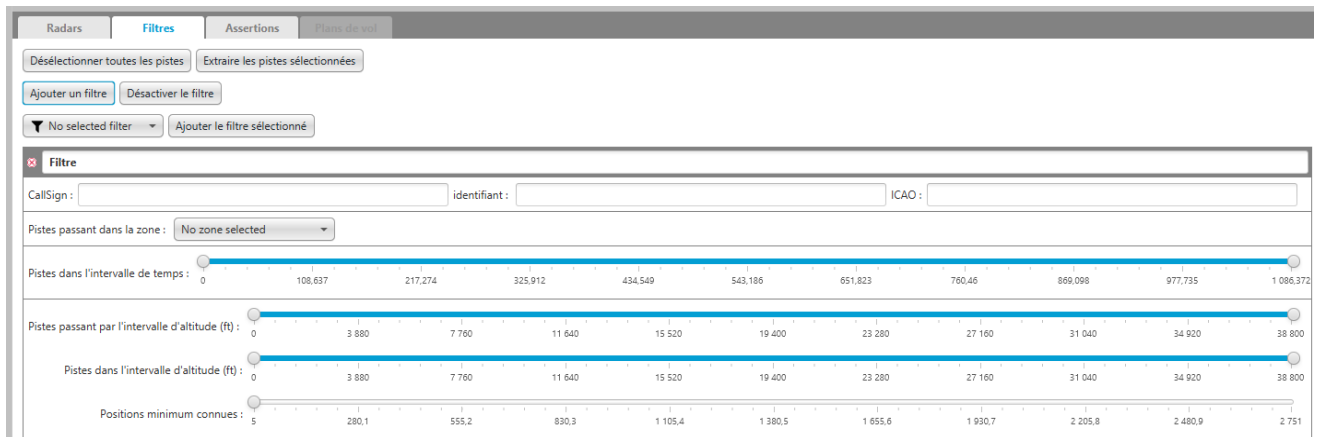 Radars Filtres Assertions Plans de vol
Désélectionner toutes les pistes Extraire les pistes sélectionnées
Ajouter un filtre Désactiver le filtre
No selected filter Ajouter le filtre sélectionné
Filtre
CallSign : identifiant : ICAO :
Pistes passant dans la zone : No zone selected
Pistes dans l'intervalle de temps :
0 108,637 217,274 325,912 434,549 543,186 651,823 760,46 869,098 977,735 1 086,372
Pistes passant par l'intervalle d'altitude (ft) :
0 3 880 7 760 11 640 15 520 19 400 23 280 27 160 31 040 34 920 38 800
Pistes dans l'intervalle d'altitude (ft) :
0 3 880 7 760 11 640 15 520 19 400 23 280 27 160 31 040 34 920 38 800
Positions minimum connues :
5 280,1 555,2 830,3 1 105,4 1 380,5 1 655,6 1 930,7 2 205,8 2 480,9 2 751